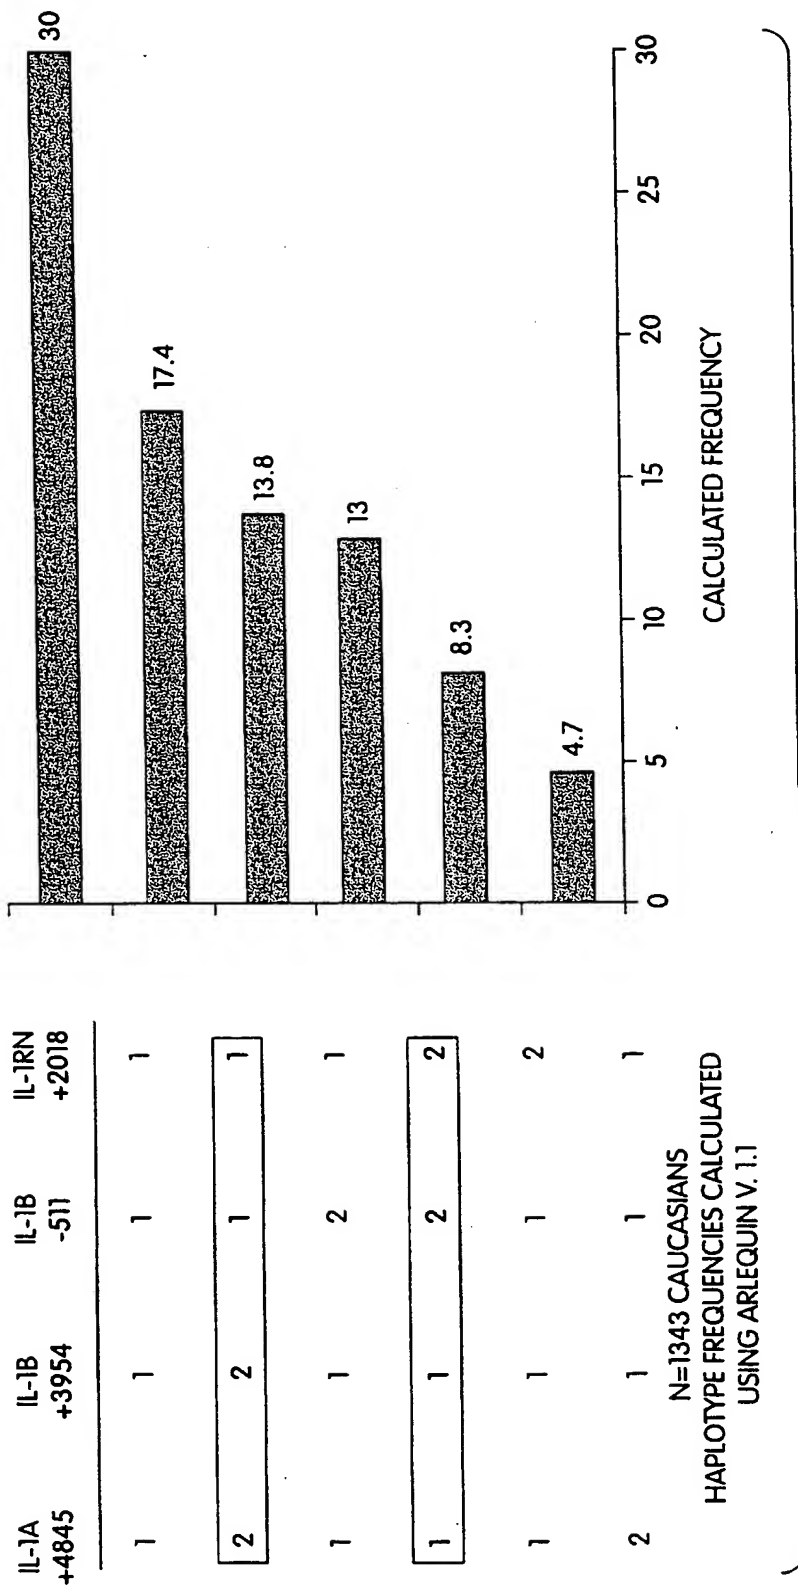 IL-1A IL-1B IL-1B IL-1RN
+4845 +3954 -511 +2018
1 1 1 1
2 2 1 1
1 1 2 1
1 1 2 2
1 1 1 2
2 1 1 1
N=1343 CAUCASIANS
HAPLOTYPE FREQUENCIES CALCULATED
USING ARLEQUIN V. 1.1
30
17.4
13.8
13
8.3
4.7
0 5 10 15 20 25 30
CALCULATED FREQUENCY